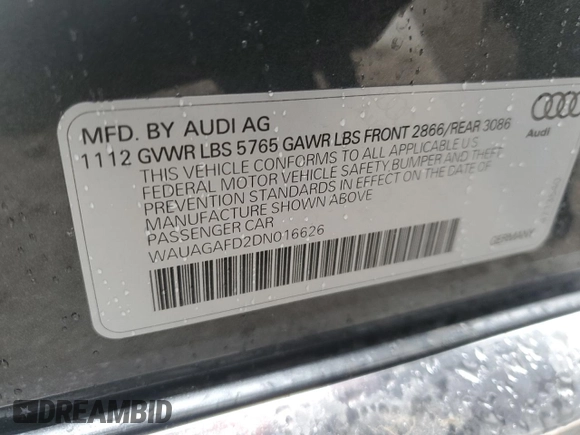 MFD. BY AUDI AG
11 12 GVWR LBS 5765 GAWR LBS FRONT 2866/REAR 3086
THIS VEHICLE CONFORMS TO ALL APPLICABLE U.S.
FEDERAL MOTOR VEHICLE SAFETY BUMPER AND THEFT
PREVENTION STANDARDS IN EFFECT ON THE DATE OF
MANUFACTURE SHOWN ABOVE
PASSENGER CAR
WAUAGAFD2DN016626
Audi
GERMANY
DREAMBID